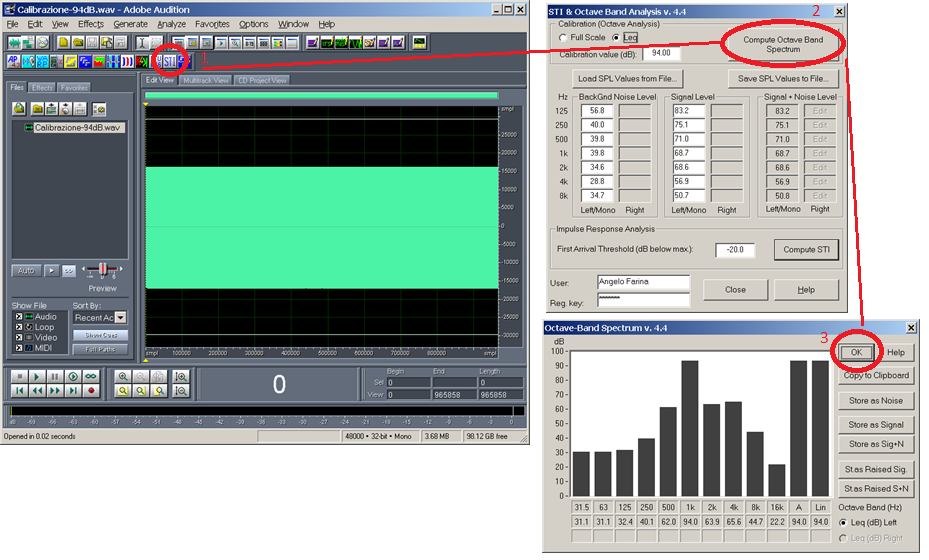 Calibrazione-94dB.wav - Adobe Audition
File Edit View Effects Generate Analyze Favorites Options Window Help
STI
1
Files Effects Favorites
Edit View Multitrack View CD Project View
Calibrazione-94dB.wav
Auto
Preview
Show File Sort By:
Audio Recent Ac
Loop
Video Show Cues
MIDI Full Paths
smpl
25000
20000
15000
10000
5000
0
-5000
-10000
-15000
-20000
-25000
-30000
smpl
smpl 100000 200000 300000 400000 500000 600000 700000 800000 smpl
0
Begin End Length
Sel 0 0
View 0 965858 965858
dB -69 -66 -63 -60 -57 -54 -51 -48 -45 -42 -39 -36 -33 -30 -27 -24 -21 -18 -15 -12 -9 -6 -3 0
Opened in 0.02 seconds 48000 • 32-bit • Mono 3.68 MB 98.12 GB free
STI & Octave Band Analysis v. 4.4
2
Calibration (Octave Analysis)
Full Scale Leq
Calibration value (dB): 94.00
Compute Octave Band
Spectrum
Load SPL Values from File... Save SPL Values to File...
Hz BackGnd Noise Level Signal Level Signal + Noise Level
125 56.8 83.2 83.2 Edit
250 40.0 75.1 75.1 Edit
500 39.8 71.0 71.0 Edit
1k 39.8 68.7 68.7 Edit
2k 34.6 68.6 68.6 Edit
4k 28.8 56.9 56.9 Edit
8k 34.7 50.7 50.8 Edit
Left/Mono Right Left/Mono Right Left/Mono Right
Impulse Response Analysis
First Arrival Threshold (dB below max.): -20.0 Compute STI
User: Angelo Farina
Reg. key: ********
Close Help
Octave-Band Spectrum v. 4.4
3
dB
100
90
80
70
60
50
40
30
20
10
0
OK Help
Copy to Clipboard
Store as Noise
Store as Signal
Store as Sig+N
St.as Raised Sig.
St.as Raised S+N
31.5 63 125 250 500 1k 2k 4k 8k 16k A Lin Octave Band (Hz)
31.1 31.1 32.4 40.1 62.0 94.0 63.9 65.6 44.7 22.2 94.0 94.0 Leq (dB) Left
Leq (dB) Right